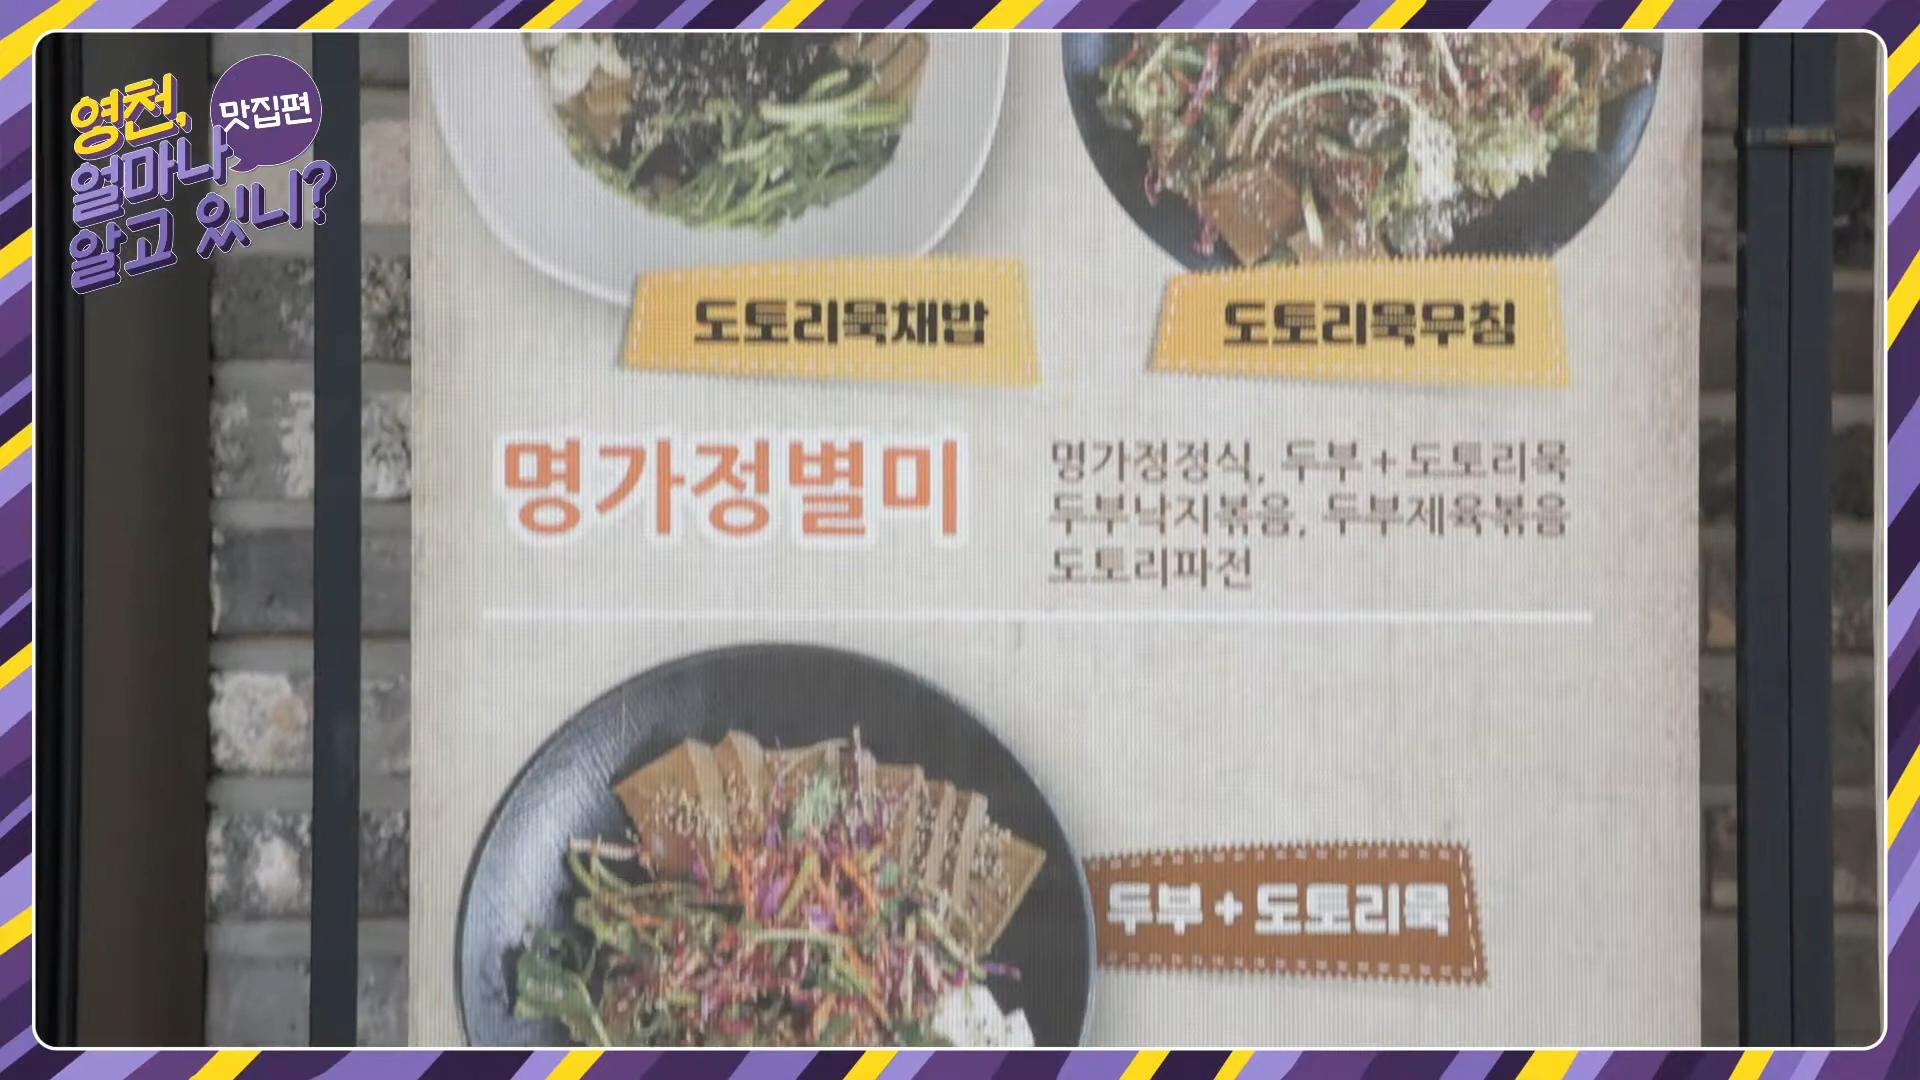 영천,
맛집편
얼마나
알고 있니?
도토리묵채밥
도토리묵무침
명가정별미
명가정정식, 두부+도토리묵
두부낙지볶음, 두부제육볶음
도토리파전
두부+도토리묵